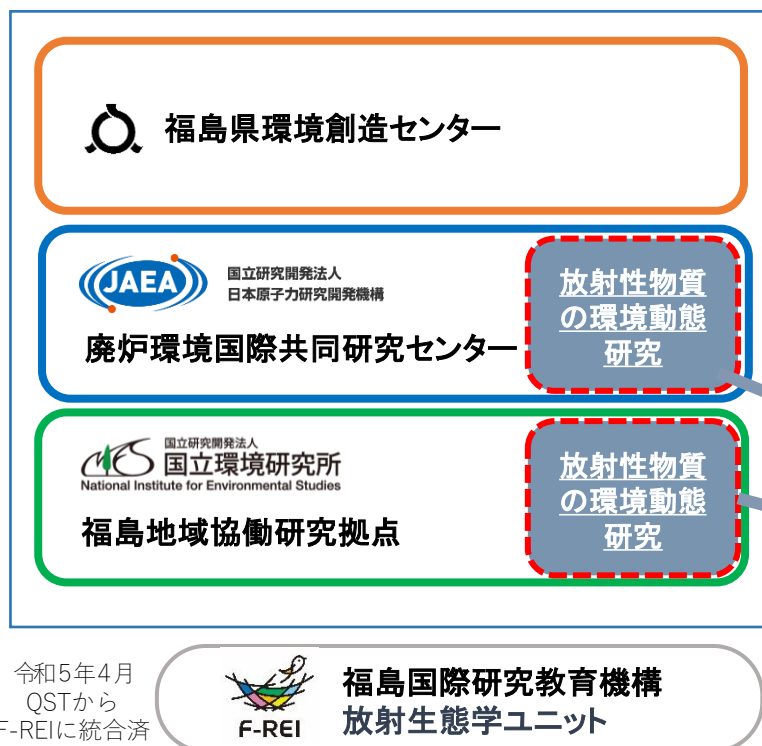 福島県環境創造センター
JAEA
国立研究開発法人
日本原子力研究開発機構
廃炉環境国際共同研究センター
放射性物質
の環境動態
研究
国立研究開発法人
国立環境研究所
National Institute for Environmental Studies
福島地域協働研究拠点
放射性物質
の環境動態
研究
令和5年4月
QSTから
F-REIに統合済
F-REI
福島国際研究教育機構
放射生態学ユニット